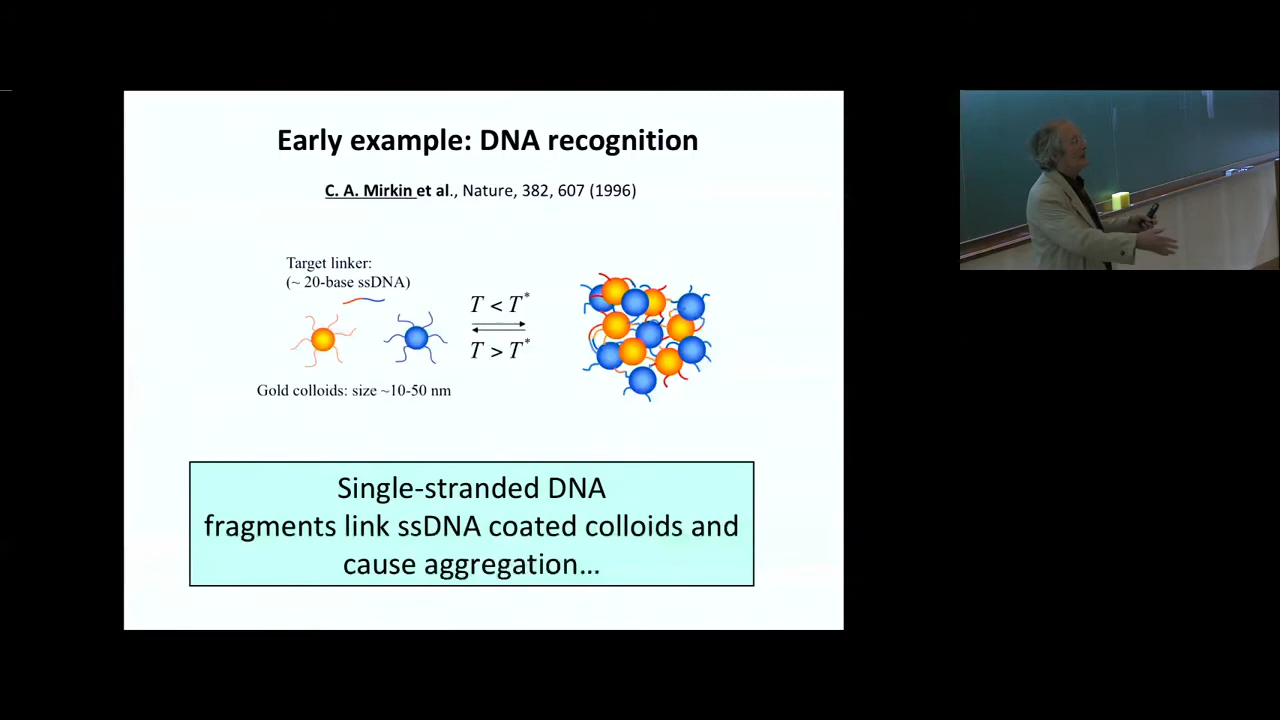 Early example: DNA recognition
C. A. Mirkin et al., Nature, 382, 607 (1996)
Target linker:
(~ 20-base ssDNA)
T < T*
T > T*
Gold colloids: size ~10-50 nm
Single-stranded DNA
fragments link ssDNA coated colloids and
cause aggregation…